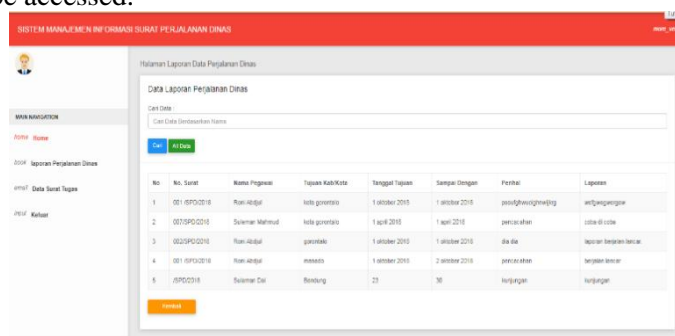 be accessed.
SISTEM MANAJEMEN INFORMASI SURAT PERJALANAN DINAS
Halaman Laporan Data Perjalanan Dinas
Data Laporan Perjalanan Dinas
Cari Data :
Cari Data Berdasarkan Nama
Cari All Data
MAIN NAVIGATION
home Home
book laporan Perjalanan Dinas
email Data Surat Tugas
input Keluar
No No. Surat Nama Pegawai Tujuan Kab/Kota Tanggal Tujuan Sampai Dengan Perihal Laporan
1 001/SPD/2018 Roni Abdjul kota gorontalo 1 oktober 2018 1 oktober 2018
2 007/SPD/2018 Suleman Mahmud kota gorontalo 1 april 2018 1 april 2018 pencacahan coba di coba
3 002/SPD/2018 Roni Abdjul gorontalo 1 oktober 2018 1 oktober 2018 dia dia laporan berjalan lancar
4 001/SPD/2018 Roni Abdjul manado 1 oktober 2018 2 oktober 2018 pencacahan berjalan lancar
5 /SPD/2018 Suleman Dai Bandung 23 30 kunjungan kunjungan
Kembali